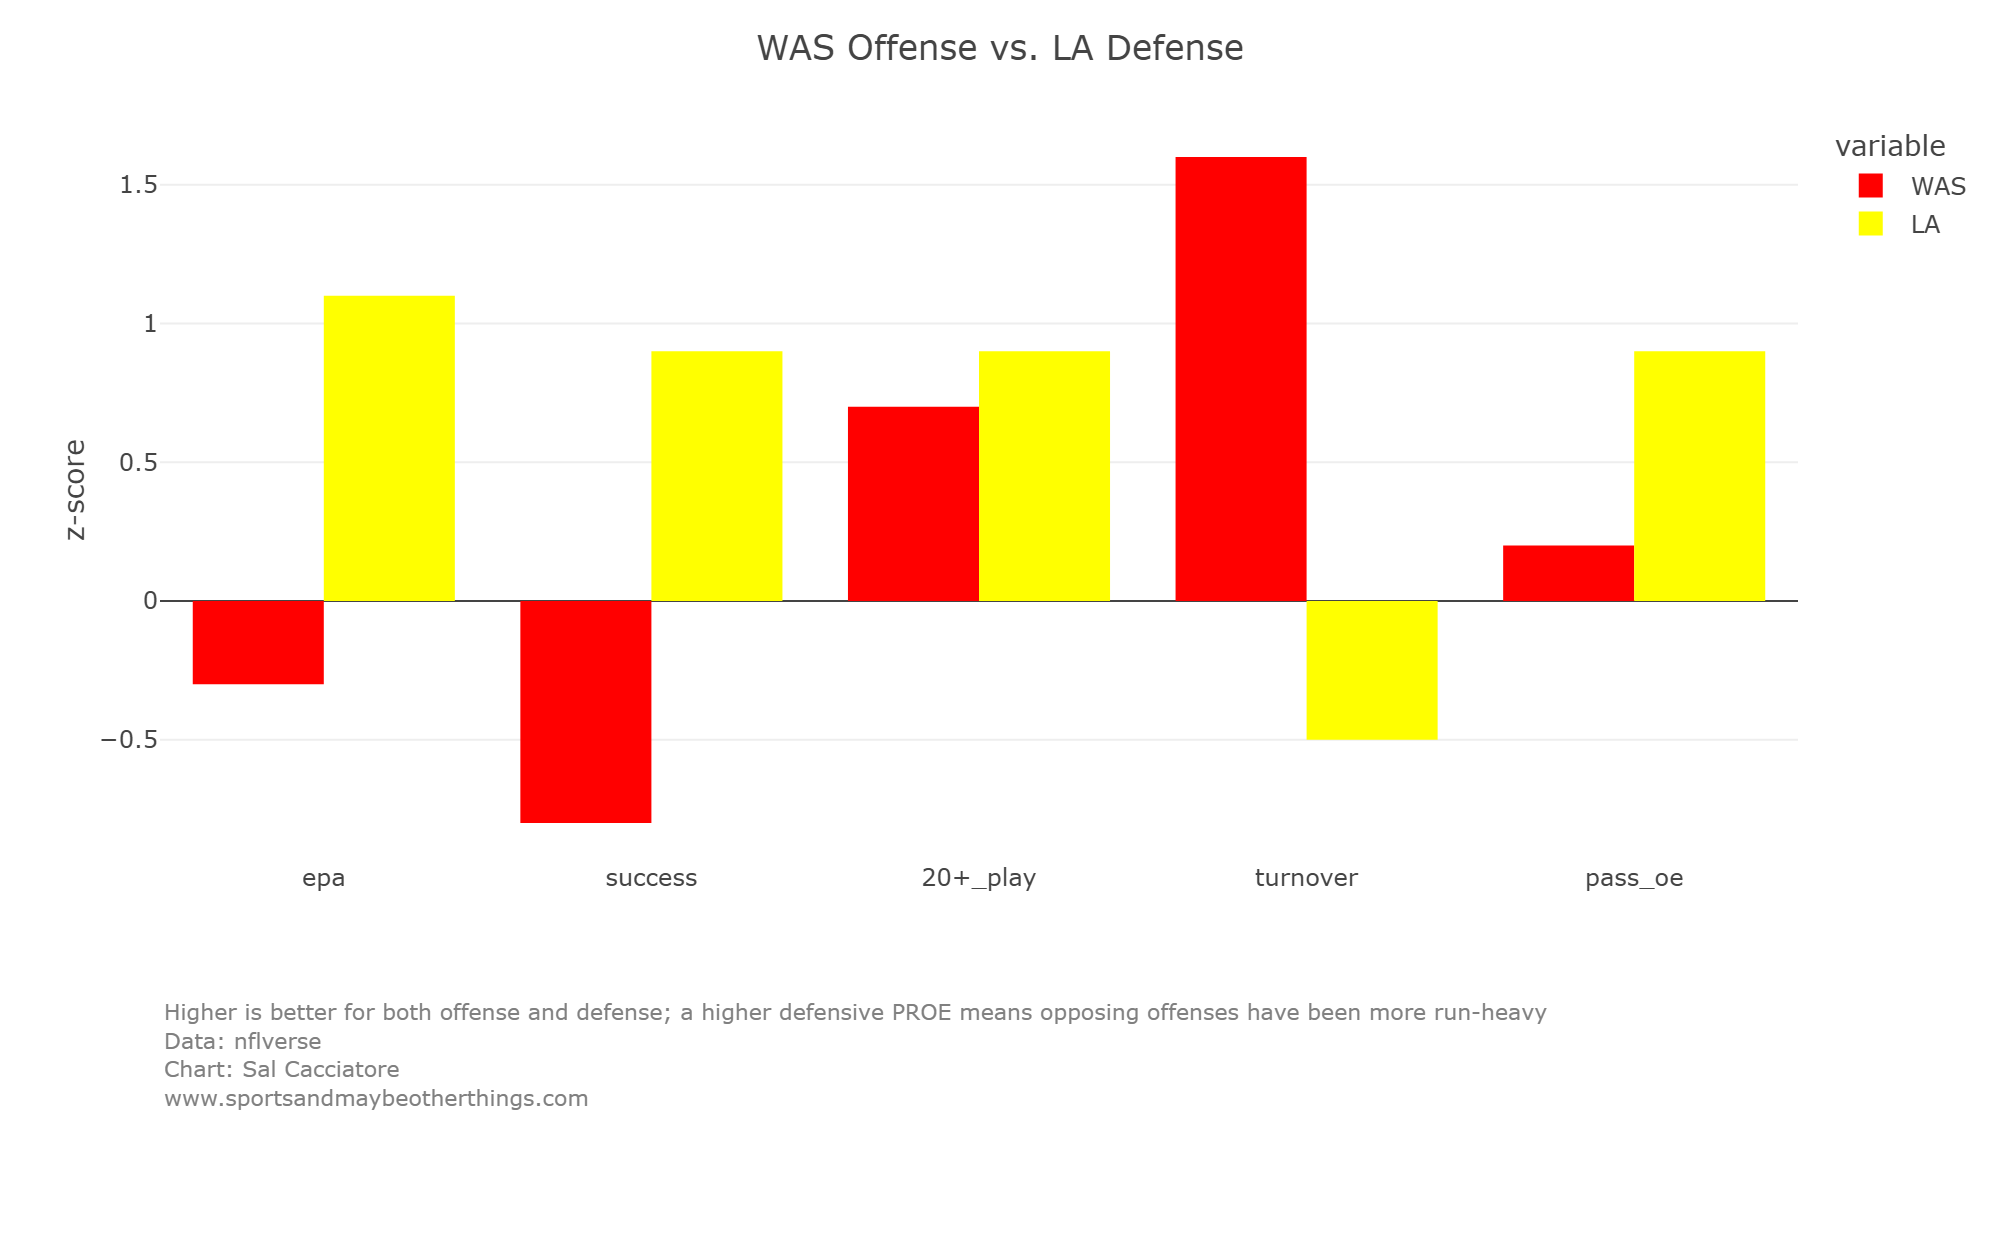 WAS Offense vs. LA Defense
variable
WAS
LA
1.5
1
0.5
0
−0.5
z-score
epa
success
20+_play
turnover
pass_oe
Higher is better for both offense and defense; a higher defensive PROE means opposing offenses have been more run-heavy
Data: nflverse
Chart: Sal Cacciatore
www.sportsandmaybeotherthings.com